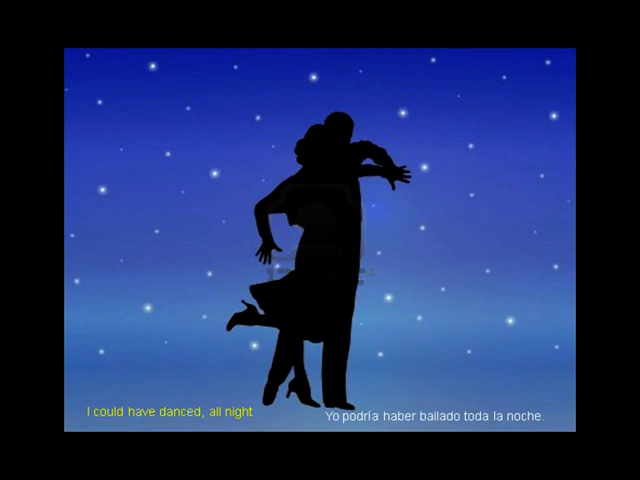 I could have danced, all night
Yo podría haber bailado toda la noche.